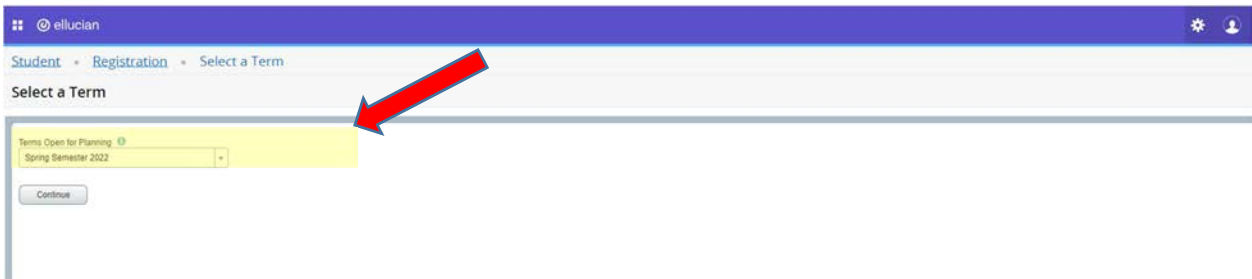 ellucian
Student • Registration • Select a Term
Select a Term
Terms Open for Planning
Spring Semester 2022
Continue